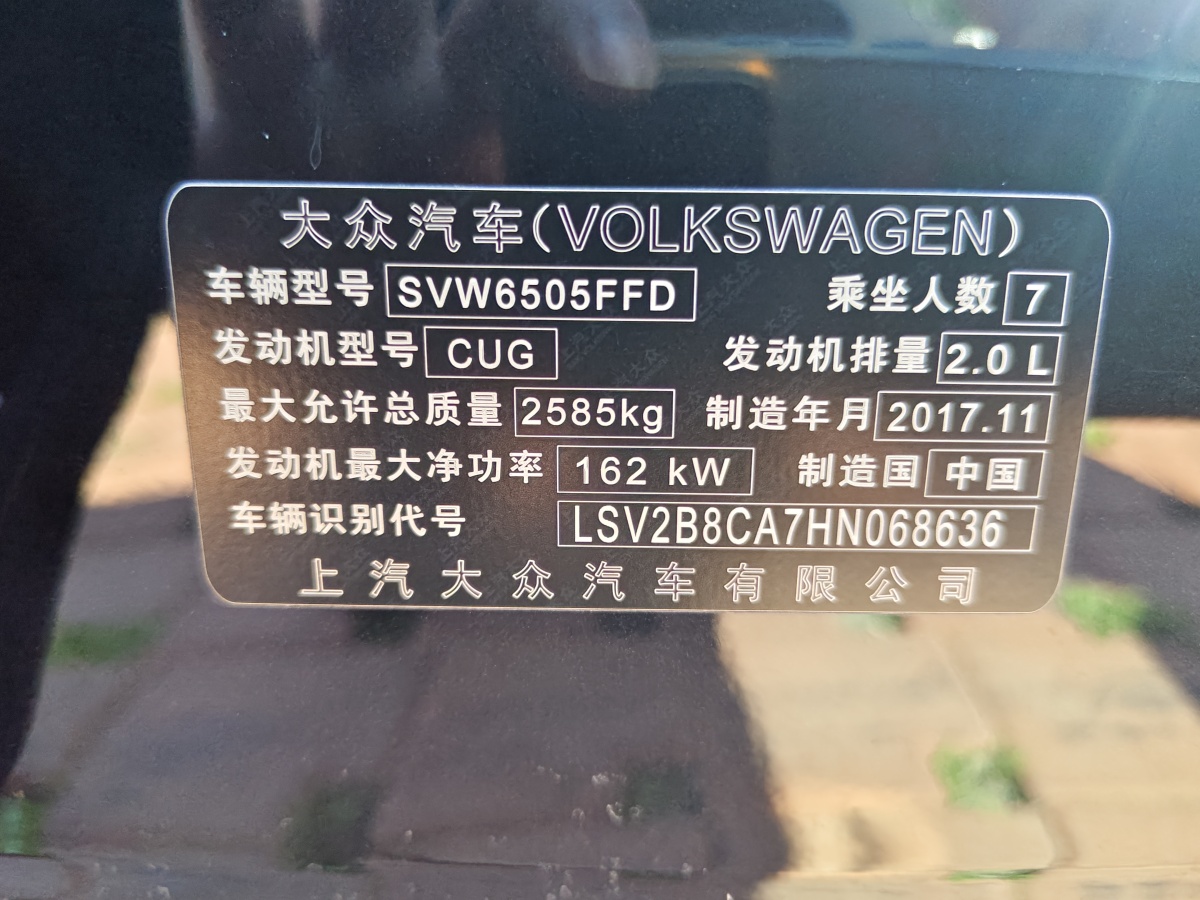 大众汽车(VOLKSWAGEN)
车辆型号 SVW6505FFD 乘坐人数 7
发动机型号 CUG 发动机排量 2.0 L
最大允许总质量 2585kg 制造年月 2017.11
发动机最大净功率 162 kW 制造国 中国
车辆识别代号 LSV2B8CA7HN068636
上汽大众汽车有限公司